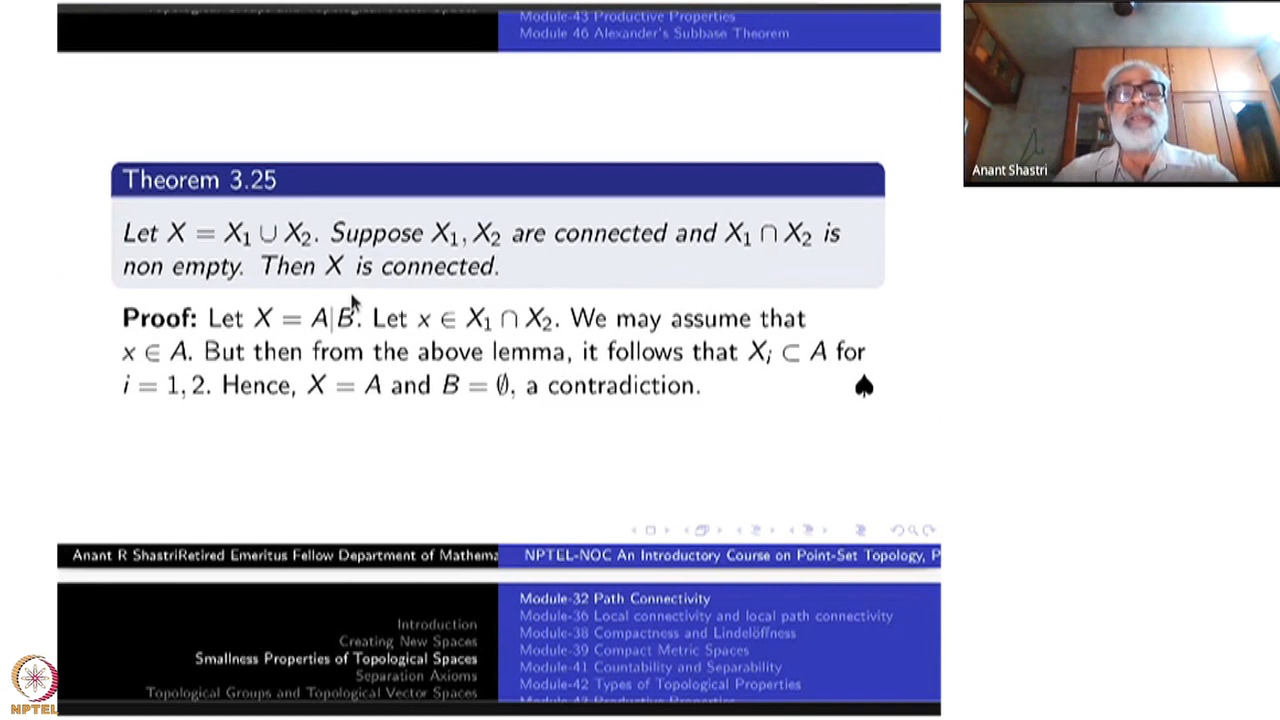 Module-43 Productive Properties
Module 46 Alexander's Subbase Theorem
Anant Shastri
Theorem 3.25
Let X = X₁ ∪ X₂. Suppose X₁, X₂ are connected and X₁ ∩ X₂ is
non empty. Then X is connected.
Proof: Let X = A|B. Let x ∈ X₁ ∩ X₂. We may assume that
x ∈ A. But then from the above lemma, it follows that Xᵢ ⊂ A for
i = 1, 2. Hence, X = A and B = ∅, a contradiction. ♠
Anant R ShastriRetired Emeritus Fellow Department of Mathema
NPTEL-NOC An Introductory Course on Point-Set Topology, P
Introduction
Creating New Spaces
Smallness Properties of Topological Spaces
Separation Axioms
Topological Groups and Topological Vector Spaces
Module-32 Path Connectivity
Module-36 Local connectivity and local path connectivity
Module-38 Compactness and Lindelöffness
Module-39 Compact Metric Spaces
Module-41 Countability and Separability
Module-42 Types of Topological Properties
NPTEL